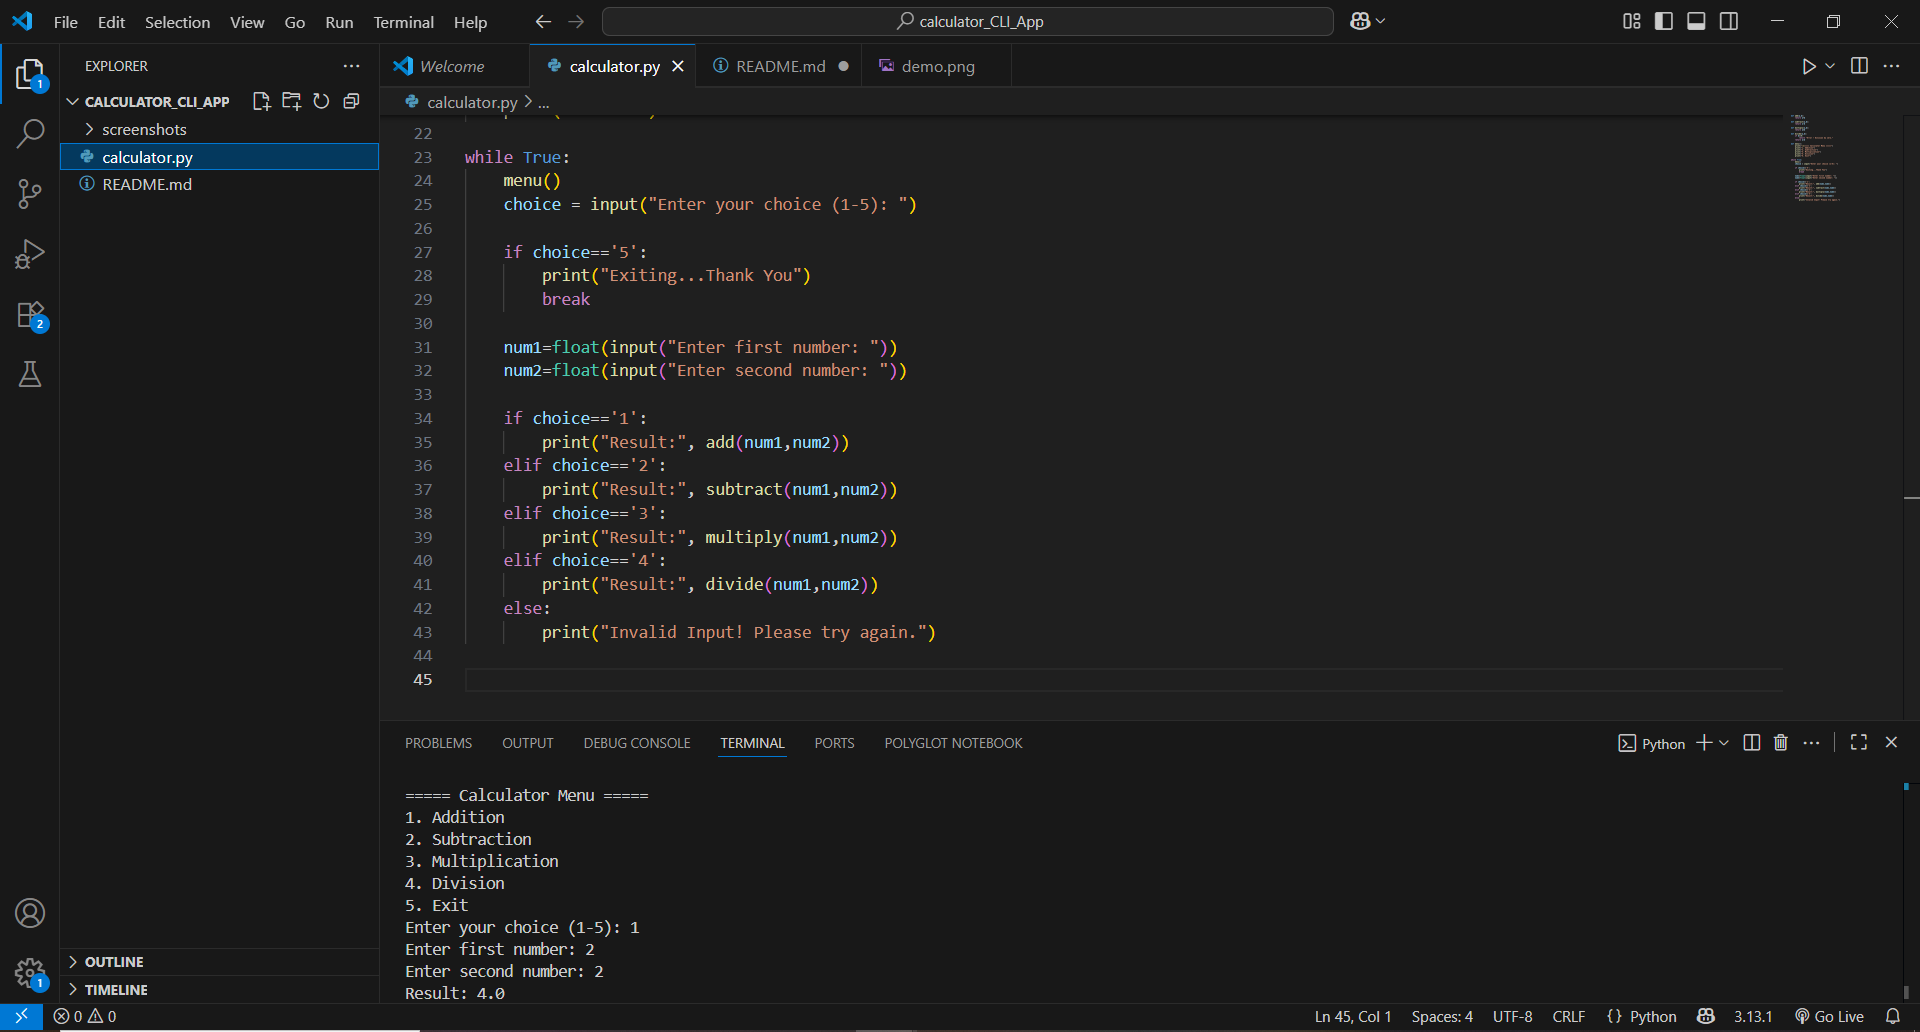 File Edit Selection View Go Run Terminal Help
calculator_CLI_App
EXPLORER
CALCULATOR_CLI_APP
screenshots
calculator.py
README.md
OUTLINE
TIMELINE
1
2
1
Welcome
calculator.py
README.md
demo.png
calculator.py > ...
22
23 while True:
24     menu()
25     choice = input("Enter your choice (1-5): ")
26
27     if choice=='5':
28         print("Exiting...Thank You")
29         break
30
31     num1=float(input("Enter first number: "))
32     num2=float(input("Enter second number: "))
33
34     if choice=='1':
35         print("Result:", add(num1,num2))
36     elif choice=='2':
37         print("Result:", subtract(num1,num2))
38     elif choice=='3':
39         print("Result:", multiply(num1,num2))
40     elif choice=='4':
41         print("Result:", divide(num1,num2))
42     else:
43         print("Invalid Input! Please try again.")
44
45
PROBLEMS OUTPUT DEBUG CONSOLE TERMINAL PORTS POLYGLOT NOTEBOOK
Python
===== Calculator Menu =====
1. Addition
2. Subtraction
3. Multiplication
4. Division
5. Exit
Enter your choice (1-5): 1
Enter first number: 2
Enter second number: 2
Result: 4.0
0 0
Ln 45, Col 1 Spaces: 4 UTF-8 CRLF {} Python 3.13.1 Go Live